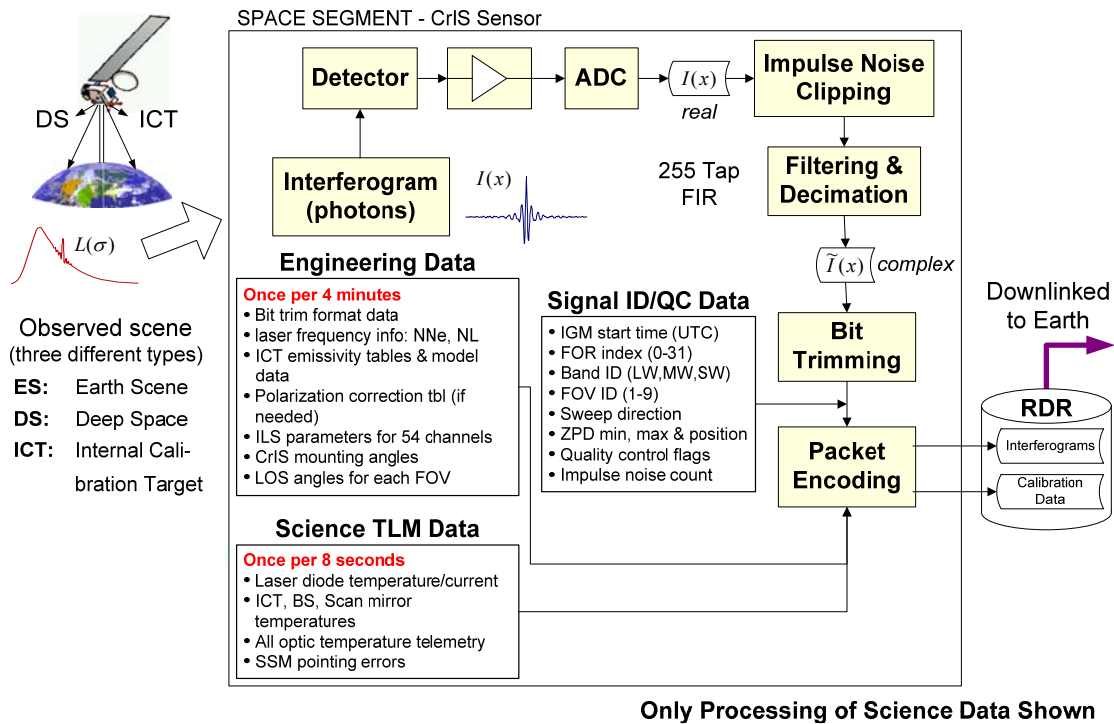 SPACE SEGMENT - CrIS Sensor
DS
ICT
L(σ)
Observed scene
(three different types)
ES: Earth Scene
DS: Deep Space
ICT: Internal Cali-
bration Target
Detector
ADC
I(x)
real
Impulse Noise
Clipping
Interferogram
(photons)
I(x)
255 Tap
FIR
Filtering &
Decimation
Ĩ(x)
complex
Engineering Data
Once per 4 minutes
• Bit trim format data
• laser frequency info: NNe, NL
• ICT emissivity tables & model
data
• Polarization correction tbl (if
needed)
• ILS parameters for 54 channels
• CrIS mounting angles
• LOS angles for each FOV
Signal ID/QC Data
• IGM start time (UTC)
• FOR index (0-31)
• Band ID (LW,MW,SW)
• FOV ID (1-9)
• Sweep direction
• ZPD min, max & position
• Quality control flags
• Impulse noise count
Bit
Trimming
Packet
Encoding
Science TLM Data
Once per 8 seconds
• Laser diode temperature/current
• ICT, BS, Scan mirror
temperatures
• All optic temperature telemetry
• SSM pointing errors
Downlinked
to Earth
RDR
Interferograms
Calibration
Data
Only Processing of Science Data Shown